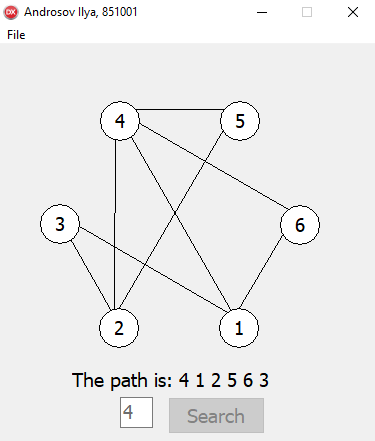 DX Androsov Ilya, 851001
File
4 5
3 6
2 1
The path is: 4 1 2 5 6 3
4 Search